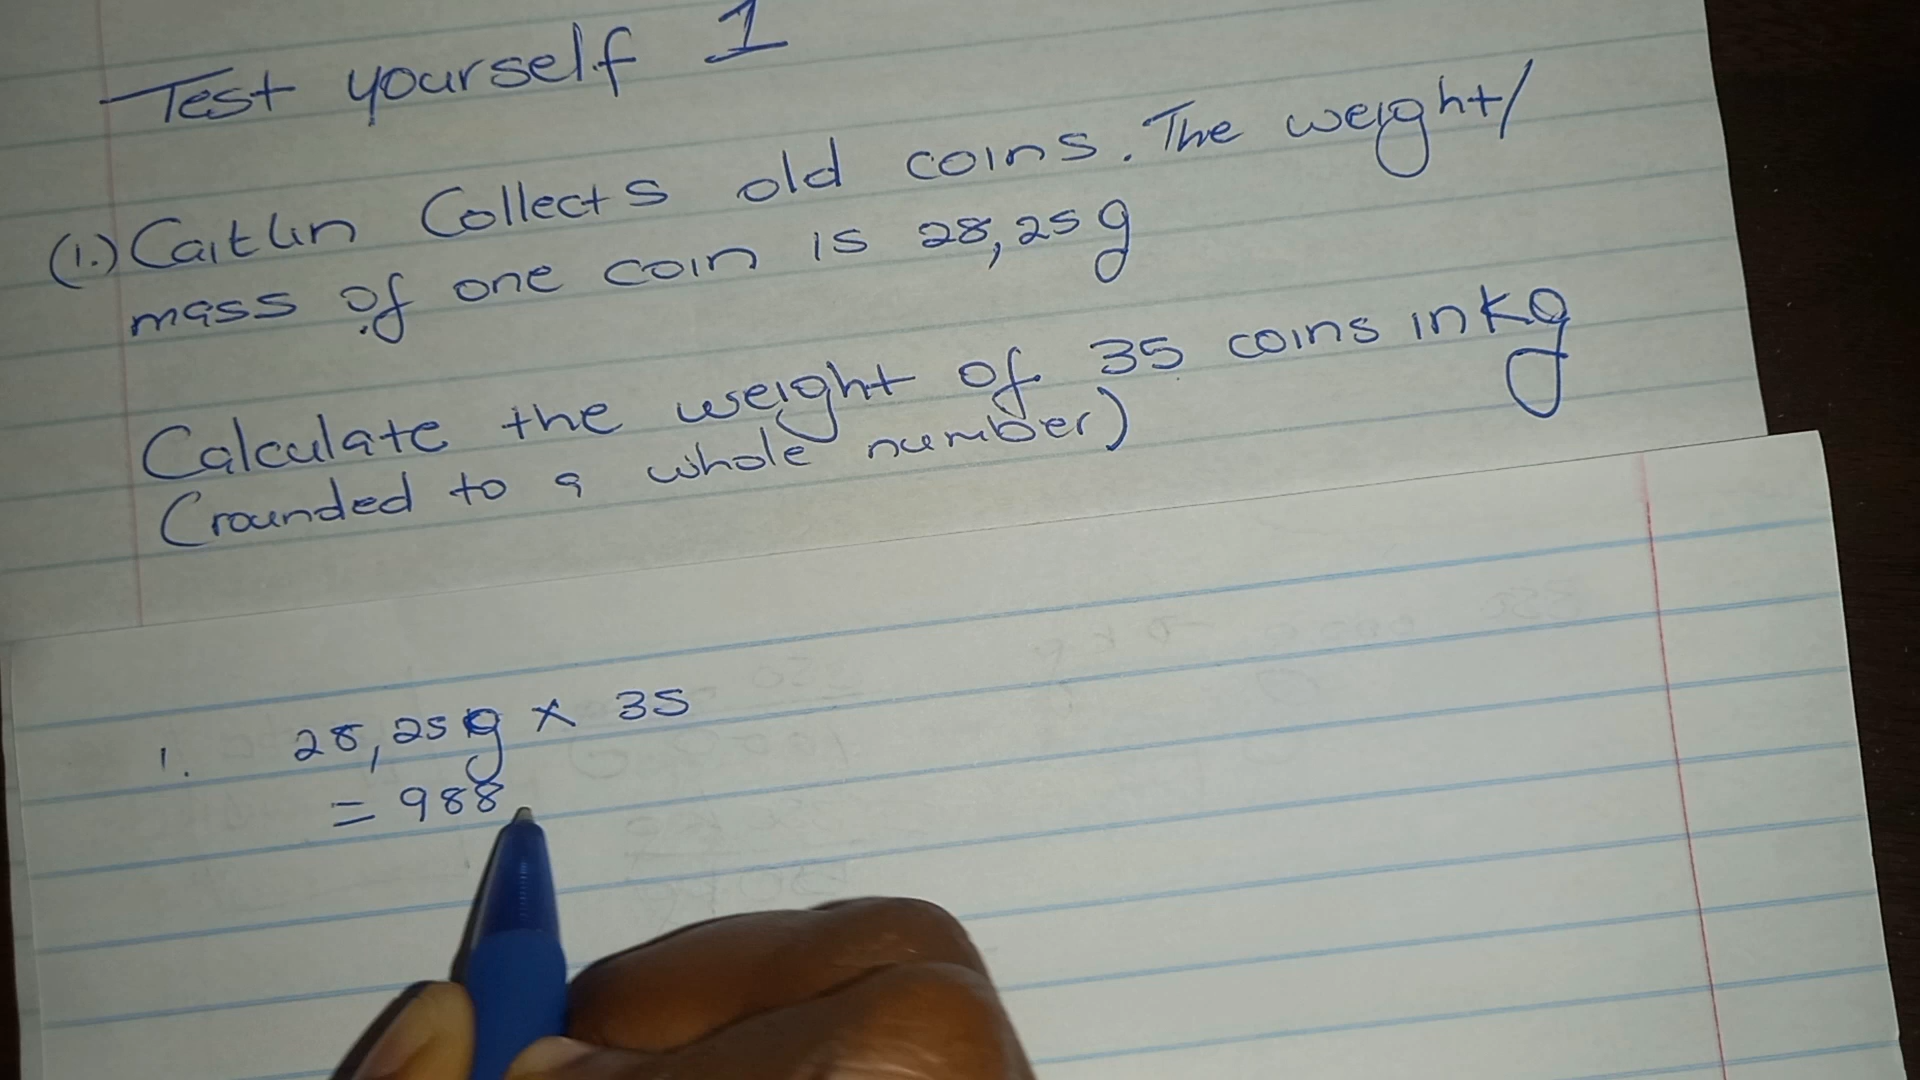 Test yourself 1
(1.) Caitlin Collects old coins. The weight/
mass of one coin is 28,25g
Calculate the weight of 35 coins in kg
(rounded to a whole number)
1. 28,25g × 35
= 988